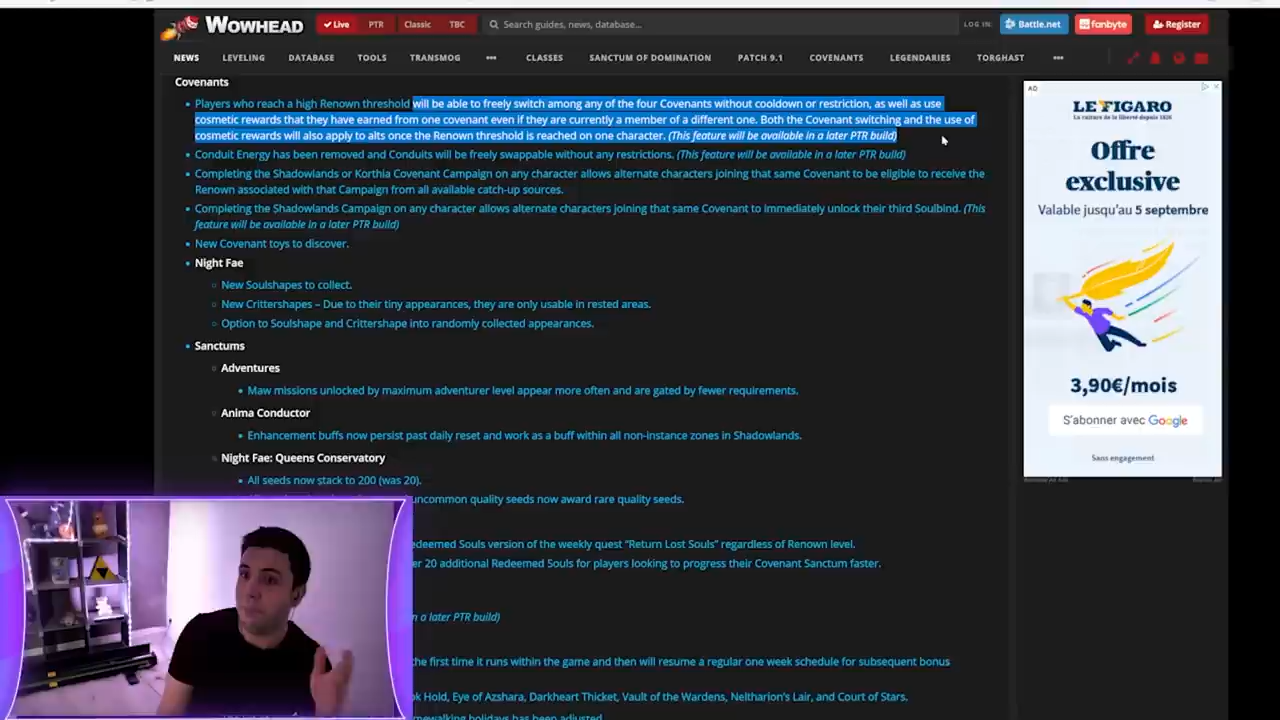 WOWHEAD
Live PTR Classic TBC
Search guides, news, database...
LOG IN: Battle.net fanbyte Register
NEWS LEVELING DATABASE TOOLS TRANSMOG ••• CLASSES SANCTUM OF DOMINATION PATCH 9.1 COVENANTS LEGENDARIES TORGHAST •••
Covenants
Players who reach a high Renown threshold will be able to freely switch among any of the four Covenants without cooldown or restriction, as well as use
cosmetic rewards that they have earned from one covenant even if they are currently a member of a different one. Both the Covenant switching and the use of
cosmetic rewards will also apply to alts once the Renown threshold is reached on one character. (This feature will be available in a later PTR build)
Conduit Energy has been removed and Conduits will be freely swappable without any restrictions. (This feature will be available in a later PTR build)
Completing the Shadowlands or Korthia Covenant Campaign on any character allows alternate characters joining that same Covenant to be eligible to receive the
Renown associated with that Campaign from all available catch-up sources.
Completing the Shadowlands Campaign on any character allows alternate characters joining that same Covenant to immediately unlock their third Soulbind. (This
feature will be available in a later PTR build)
New Covenant toys to discover.
Night Fae
New Soulshapes to collect.
New Crittershapes – Due to their tiny appearances, they are only usable in rested areas.
Option to Soulshape and Crittershape into randomly collected appearances.
Sanctums
Adventures
Maw missions unlocked by maximum adventurer level appear more often and are gated by fewer requirements.
Anima Conductor
Enhancement buffs now persist past daily reset and work as a buff within all non-instance zones in Shadowlands.
Night Fae: Queens Conservatory
All seeds now stack to 200 (was 20).
uncommon quality seeds now award rare quality seeds.
edeemed Souls version of the weekly quest "Return Lost Souls" regardless of Renown level.
er 20 additional Redeemed Souls for players looking to progress their Covenant Sanctum faster.
n a later PTR build)
the first time it runs within the game and then will resume a regular one week schedule for subsequent bonus
ok Hold, Eye of Azshara, Darkheart Thicket, Vault of the Wardens, Neltharion's Lair, and Court of Stars.
newalking holidays has been adjusted.
AD
LE FIGARO
La culture de la liberté depuis 1826
Offre
exclusive
Valable jusqu'au 5 septembre
3,90€/mois
S'abonner avec Google
Sans engagement